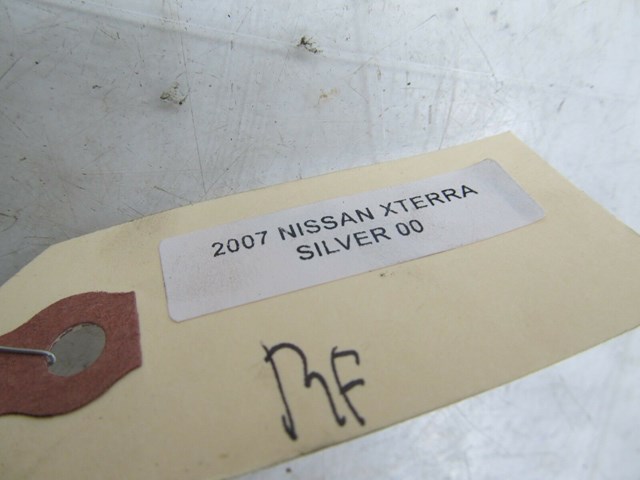 2007 NISSAN XTERRA
SILVER 00
RF